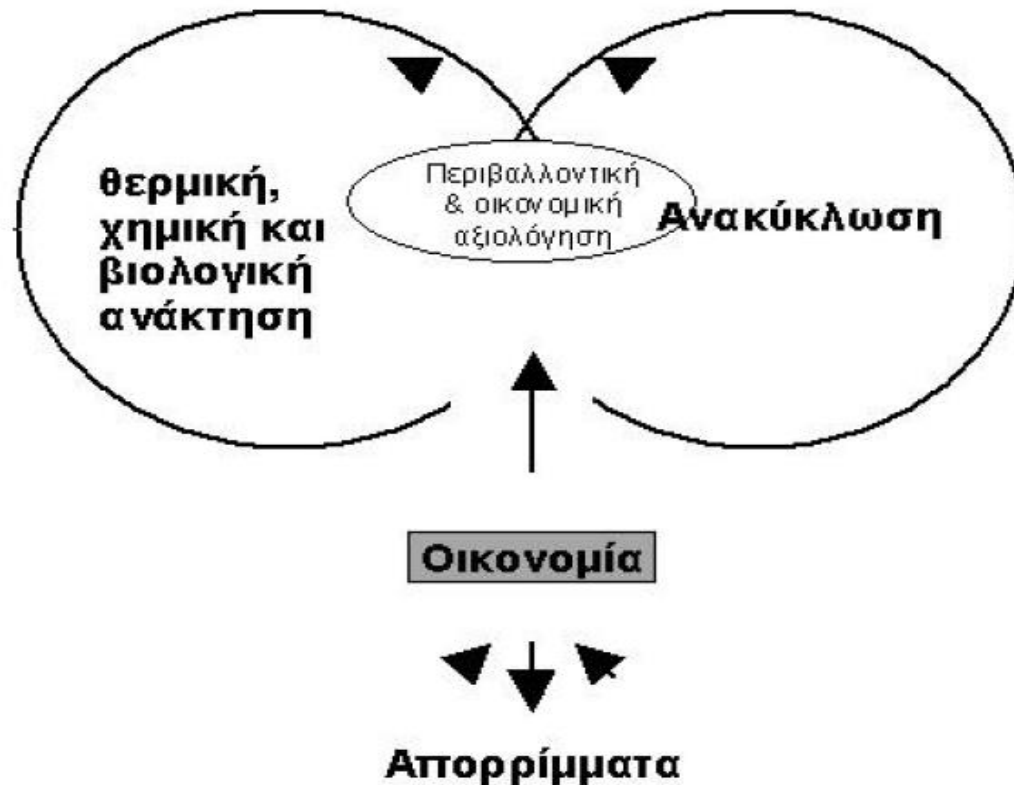 θερμική,
χημική και
βιολογική
ανάκτηση
Περιβαλλοντική
& οικονομική
αξιολόγηση
Ανακύκλωση
Οικονομία
Απορρίμματα